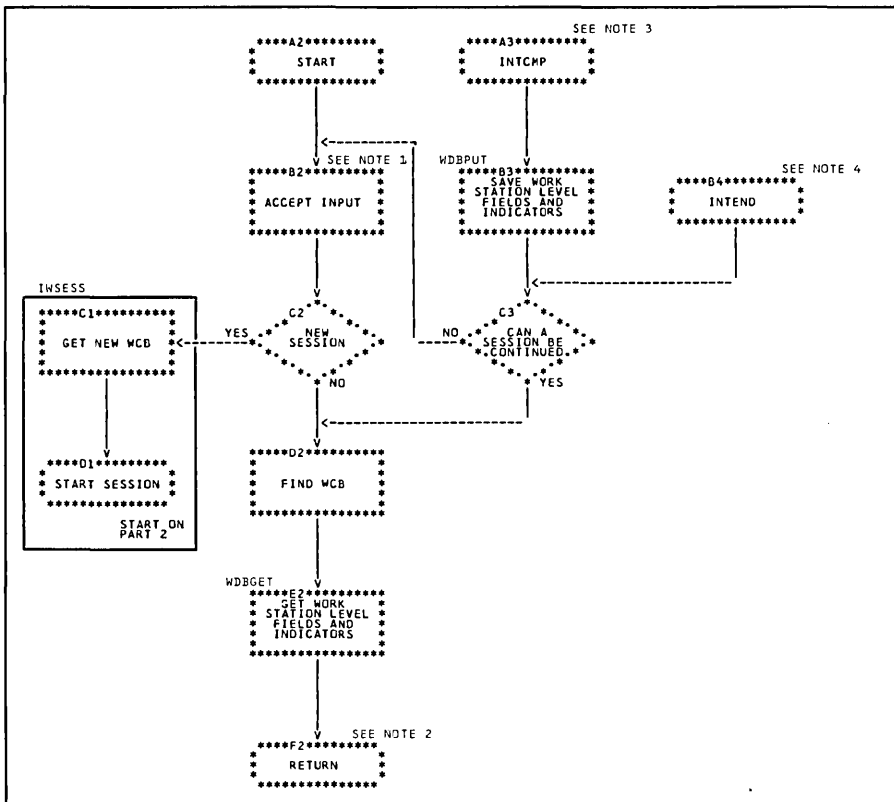 SEE NOTE 3
****A2********* ****A3*********
START INTCMP
SEE NOTE 1
WDBPUT
SEE NOTE 4
B2 B3 B4
ACCEPT INPUT
SAVE WORK
STATION LEVEL
FIELDS AND
INDICATORS
INTEND
IWSESS
C1
GET NEW WCB
YES
C2
NEW
SESSION
NO
NO
C3
CAN A
SESSION BE
CONTINUED
YES
D1
START SESSION
START ON
PART 2
D2
FIND WCB
WDBGET
E2
GET WORK
STATION LEVEL
FIELDS AND
INDICATORS
SEE NOTE 2
F2
RETURN